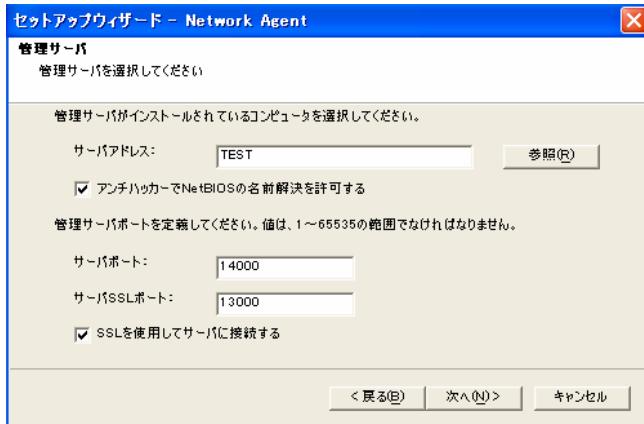 セットアップウィザード - Network Agent
管理サーバ
管理サーバを選択してください
管理サーバがインストールされているコンピュータを選択してください。
サーバアドレス: TEST 参照(R)
アンチハッカーでNetBIOSの名前解決を許可する
管理サーバポートを定義してください。値は、1～65535の範囲でなければなりません。
サーバポート: 14000
サーバSSLポート: 13000
SSLを使用してサーバに接続する
< 戻る(B) 次へ(N) > キャンセル